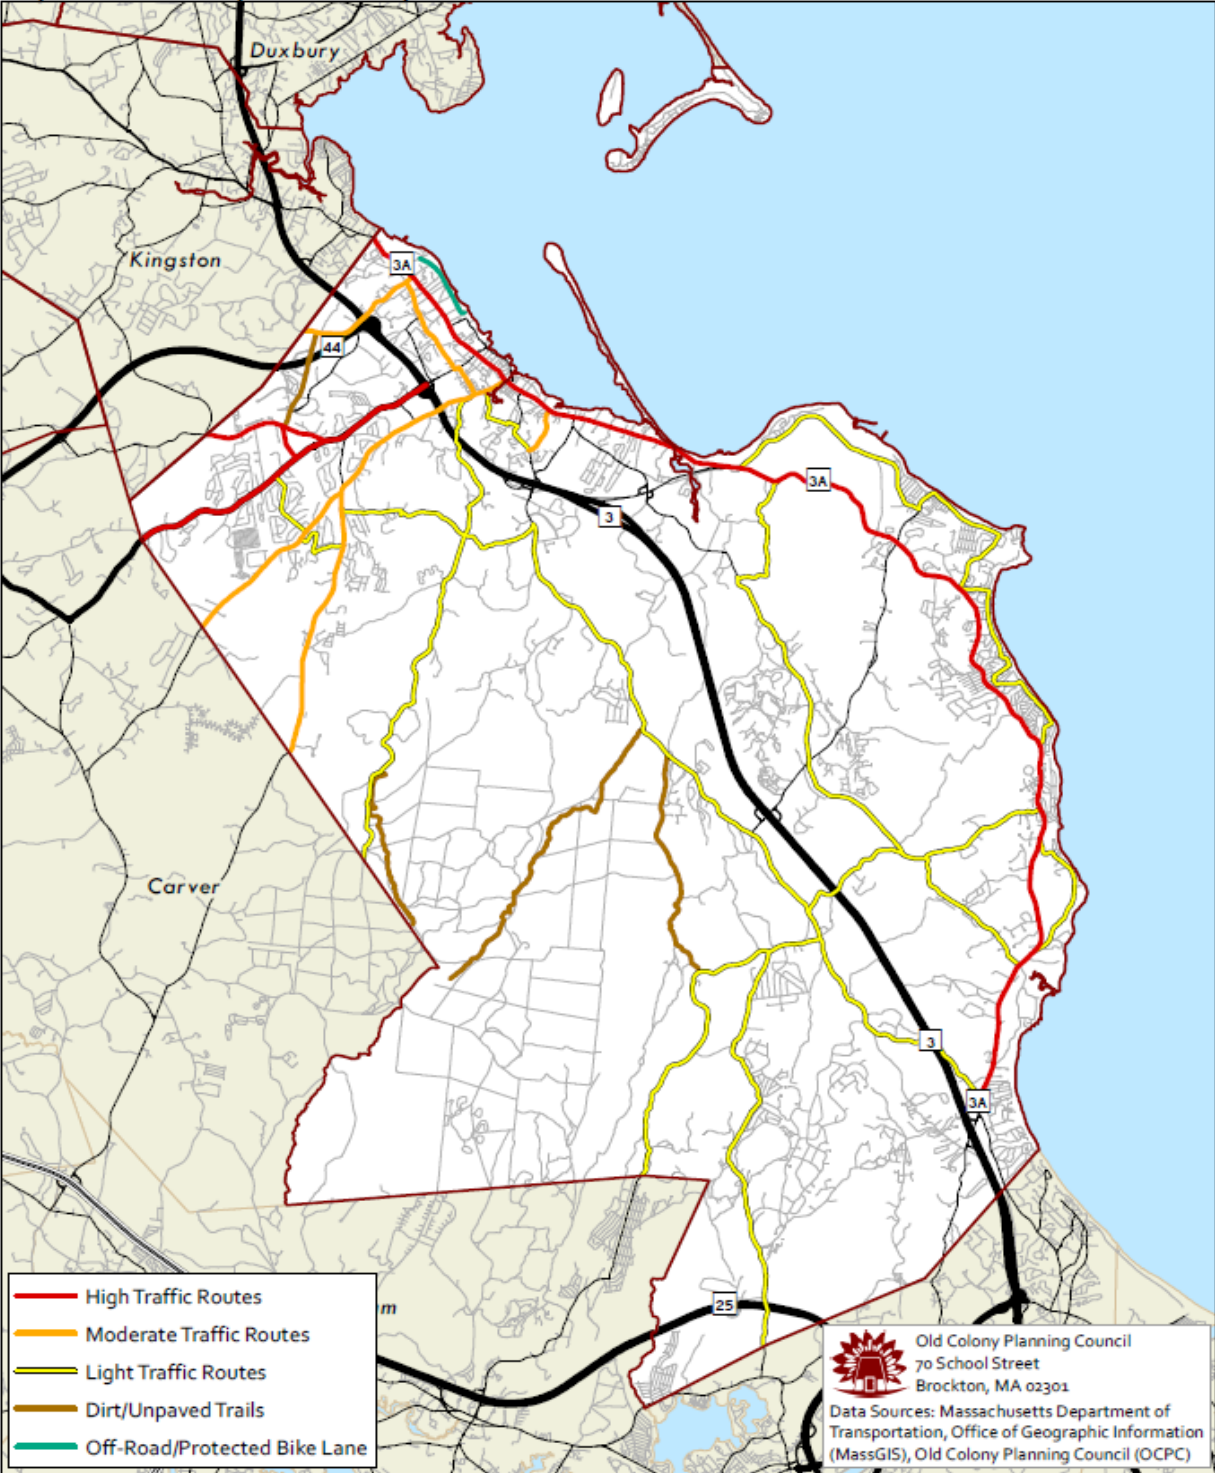 Duxbury
Kingston
3A
44
3A
3
Carver
3
3A
25
High Traffic Routes
Moderate Traffic Routes
Light Traffic Routes
Dirt/Unpaved Trails
Off-Road/Protected Bike Lane
Old Colony Planning Council
70 School Street
Brockton, MA 02301
Data Sources: Massachusetts Department of
Transportation, Office of Geographic Information
(MassGIS), Old Colony Planning Council (OCPC)